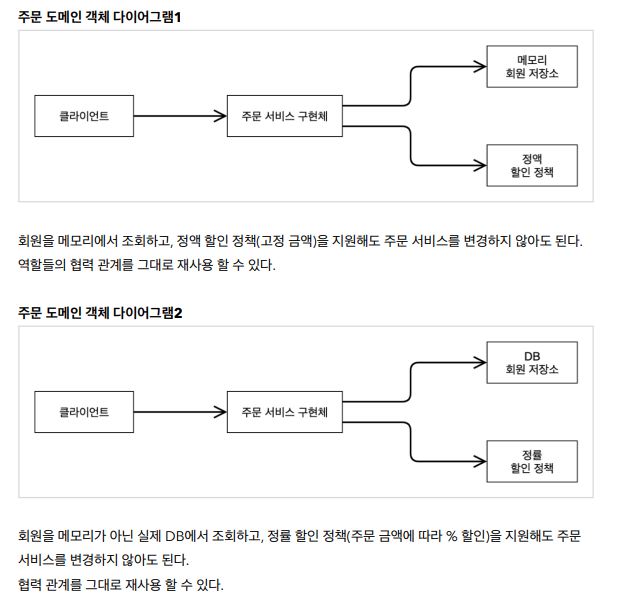 주문 도메인 객체 다이어그램1
클라이언트
주문 서비스 구현체
메모리
회원 저장소
정액
할인 정책
회원을 메모리에서 조회하고, 정액 할인 정책(고정 금액)을 지원해도 주문 서비스를 변경하지 않아도 된다.
역할들의 협력 관계를 그대로 재사용 할 수 있다.
주문 도메인 객체 다이어그램2
클라이언트
주문 서비스 구현체
DB
회원 저장소
정률
할인 정책
회원을 메모리가 아닌 실제 DB에서 조회하고, 정률 할인 정책(주문 금액에 따라 % 할인)을 지원해도 주문
서비스를 변경하지 않아도 된다.
협력 관계를 그대로 재사용 할 수 있다.